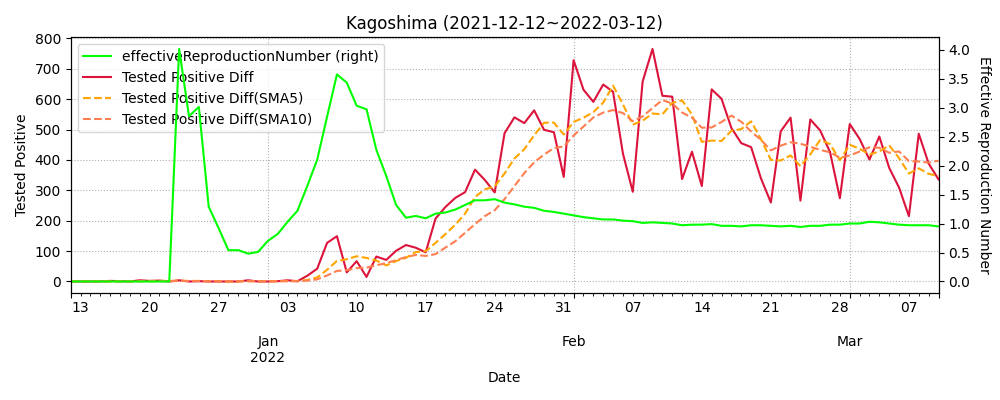 Kagoshima (2021-12-12~2022-03-12)
effectiveReproductionNumber (right)
Tested Positive Diff
Tested Positive Diff(SMA5)
Tested Positive Diff(SMA10)
Tested Positive
800
700
600
500
400
300
200
100
0
4.0
3.5
3.0
2.5
2.0
1.5
1.0
0.5
0.0
Effective Reproduction Number
13 20 27 03 10 17 24 31 07 14 21 28 07
Jan Feb Mar
2022
Date